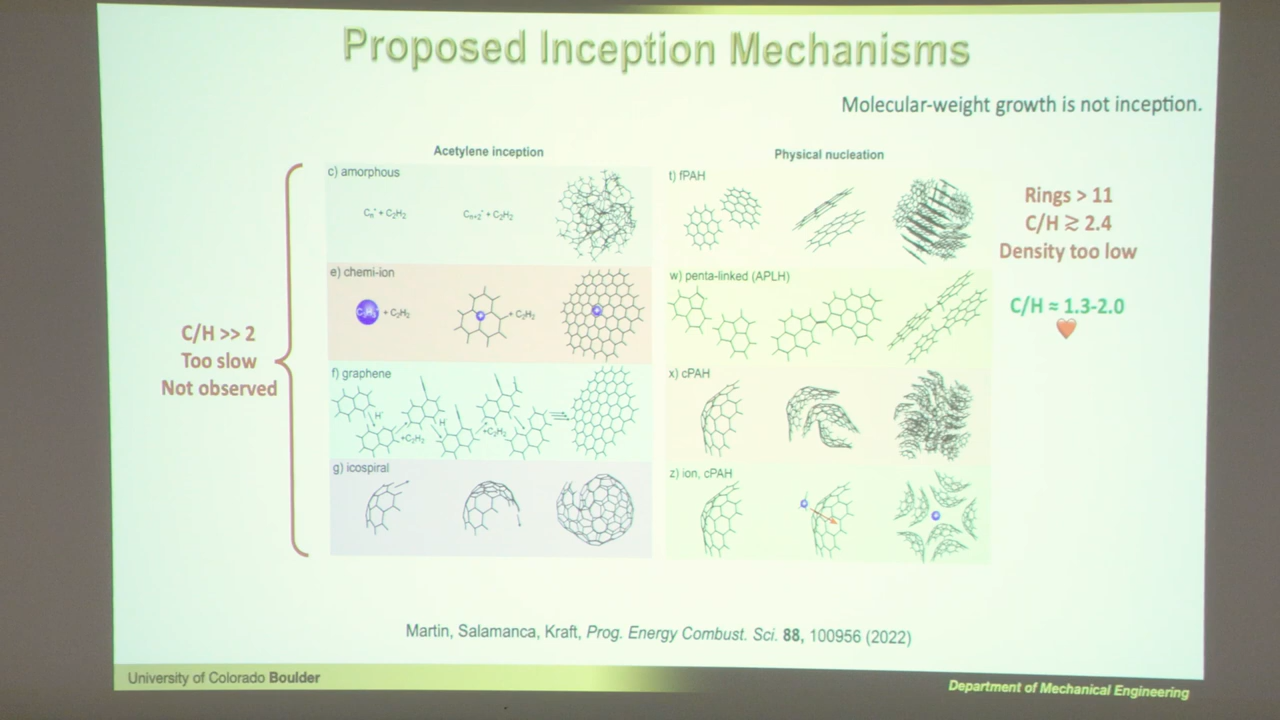 Proposed Inception Mechanisms
Molecular-weight growth is not inception.
Acetylene inception
Physical nucleation
c) amorphous
Cₙ⁺ + C₂H₂
Cₙ₊₂⁺ + C₂H₂
e) chemi-ion
+ C₂H₂
+ C₂H₂
f) graphene
H·
+C₂H₂
H
+C₂H₂
g) icospiral
t) fPAH
w) penta-linked (APLH)
x) cPAH
z) ion, cPAH
C/H >> 2
Too slow
Not observed
Rings > 11
C/H ≳ 2.4
Density too low
C/H ≈ 1.3-2.0
Martin, Salamanca, Kraft, Prog. Energy Combust. Sci. 88, 100956 (2022)
University of Colorado Boulder
Department of Mechanical Engineering